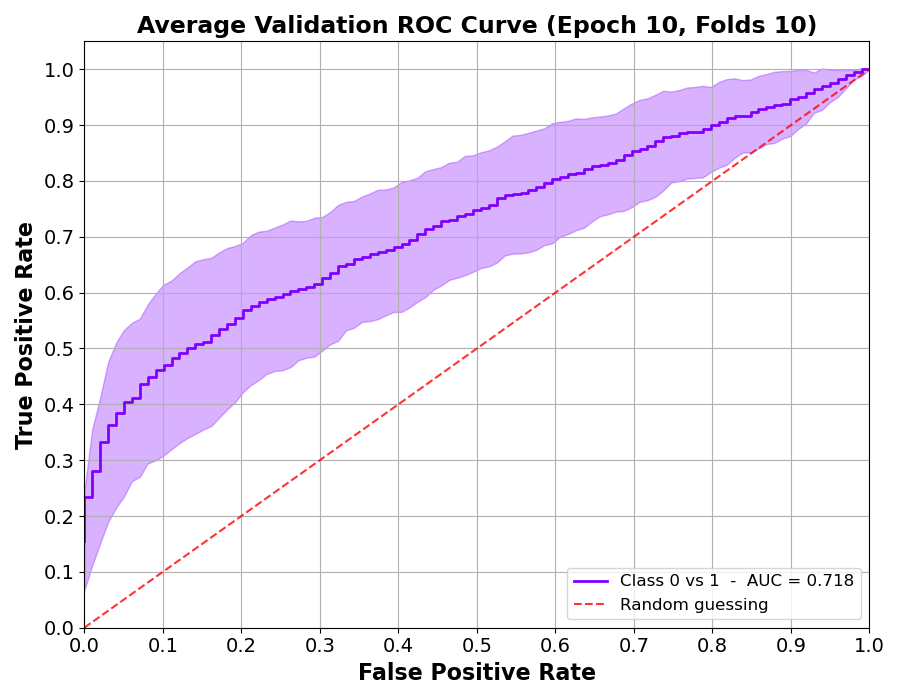 Average Validation ROC Curve (Epoch 10, Folds 10)
True Positive Rate
1.0
0.9
0.8
0.7
0.6
0.5
0.4
0.3
0.2
0.1
0.0
Class 0 vs 1 - AUC = 0.718
Random guessing
0.0 0.1 0.2 0.3 0.4 0.5 0.6 0.7 0.8 0.9 1.0
False Positive Rate